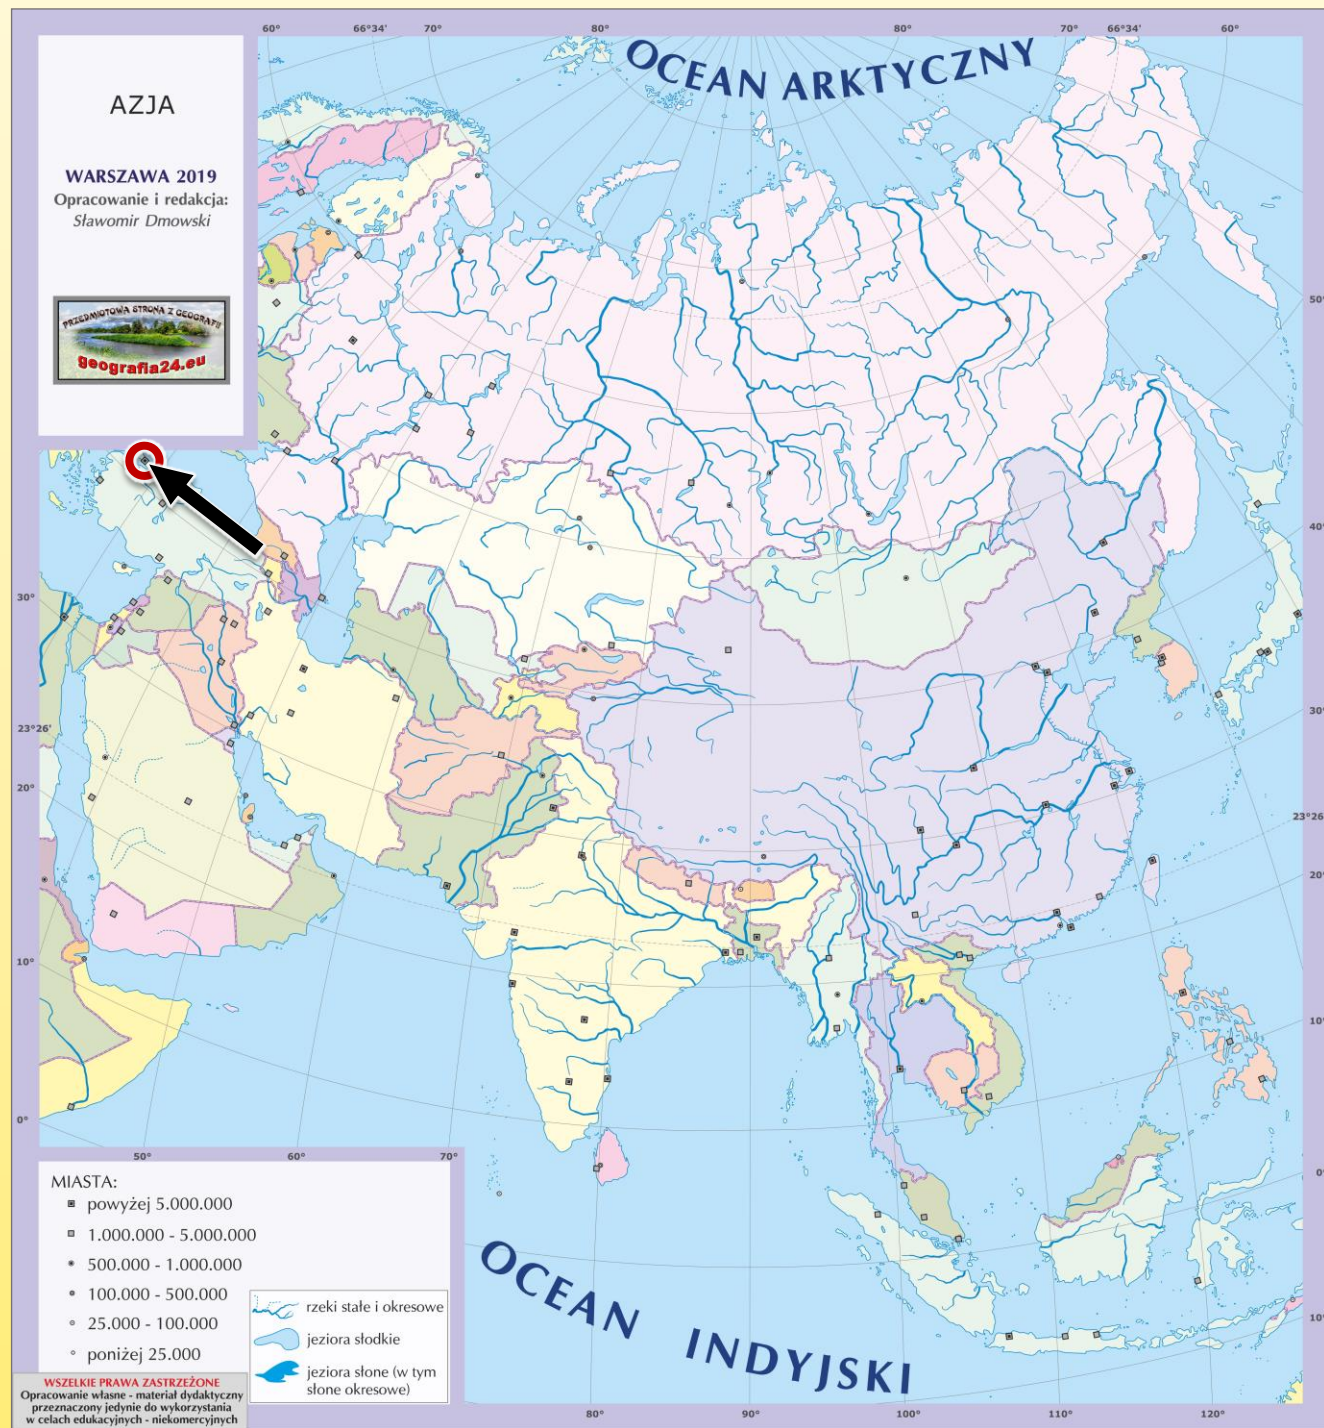 60°
66°34'
70°
80°
80°
70°
66°34'
60°
AZJA
WARSZAWA 2019
Opracowanie i redakcja:
Sławomir Dmowski
PRZEDMIOTOWA STRONA Z GEOGRAFII
geografia24.eu
OCEAN ARKTYCZNY
50°
40°
30°
30°
23°26'
20°
23°26'
20°
10°
10°
0°
0°
10°
50°
60°
70°
80°
90°
100°
110°
120°
OCEAN INDYJSKI
MIASTA:
powyżej 5.000.000
1.000.000 - 5.000.000
500.000 - 1.000.000
100.000 - 500.000
25.000 - 100.000
poniżej 25.000
rzeki stałe i okresowe
jeziora słodkie
jeziora słone (w tym
słone okresowe)
WSZELKIE PRAWA ZASTRZEŻONE
Opracowanie własne - materiał dydaktyczny
przeznaczony jedynie do wykorzystania
w celach edukacyjnych - niekomercyjnych